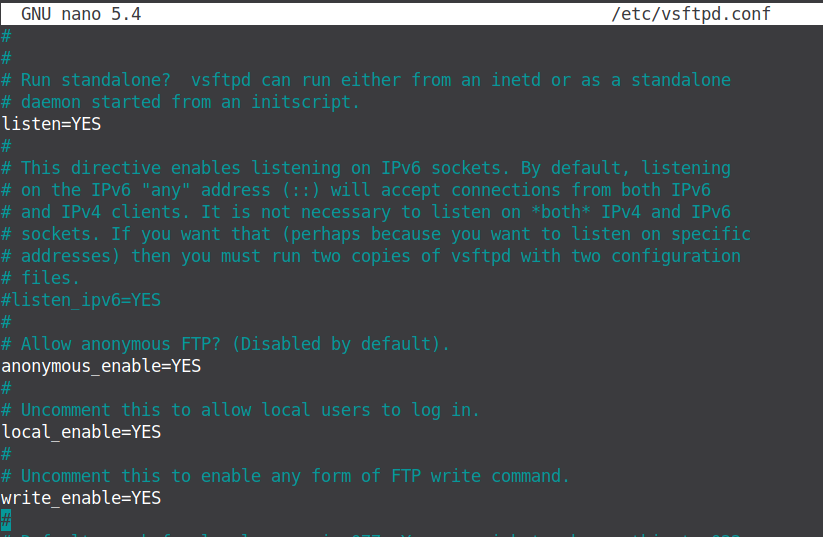 GNU nano 5.4 /etc/vsftpd.conf
#
#
# Run standalone?  vsftpd can run either from an inetd or as a standalone
# daemon started from an initscript.
listen=YES
#
# This directive enables listening on IPv6 sockets. By default, listening
# on the IPv6 "any" address (::) will accept connections from both IPv6
# and IPv4 clients. It is not necessary to listen on *both* IPv4 and IPv6
# sockets. If you want that (perhaps because you want to listen on specific
# addresses) then you must run two copies of vsftpd with two configuration
# files.
#listen_ipv6=YES
#
# Allow anonymous FTP? (Disabled by default).
anonymous_enable=YES
#
# Uncomment this to allow local users to log in.
local_enable=YES
#
# Uncomment this to enable any form of FTP write command.
write_enable=YES
#